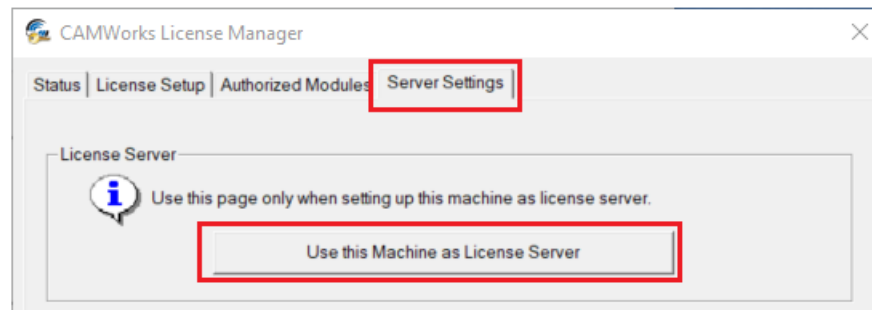 CAMWorks License Manager
Status License Setup Authorized Modules Server Settings
License Server
Use this page only when setting up this machine as license server.
Use this Machine as License Server